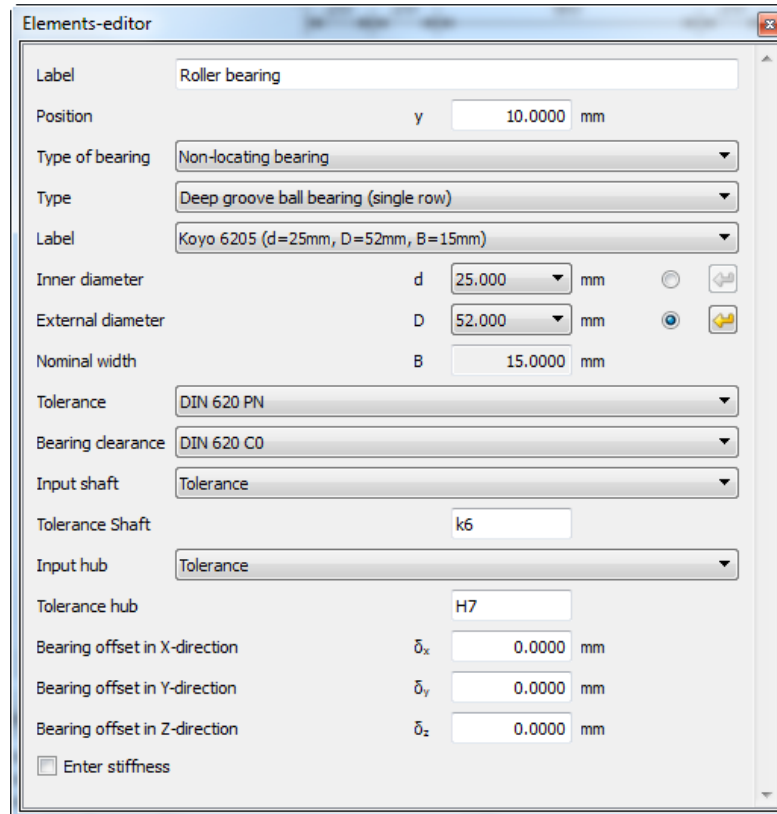 Elements-editor
Label Roller bearing
Position y 10.0000 mm
Type of bearing Non-locating bearing
Type Deep groove ball bearing (single row)
Label Koyo 6205 (d=25mm, D=52mm, B=15mm)
Inner diameter d 25.000 mm
External diameter D 52.000 mm
Nominal width B 15.0000 mm
Tolerance DIN 620 PN
Bearing clearance DIN 620 C0
Input shaft Tolerance
Tolerance Shaft k6
Input hub Tolerance
Tolerance hub H7
Bearing offset in X-direction δx 0.0000 mm
Bearing offset in Y-direction δy 0.0000 mm
Bearing offset in Z-direction δz 0.0000 mm
Enter stiffness